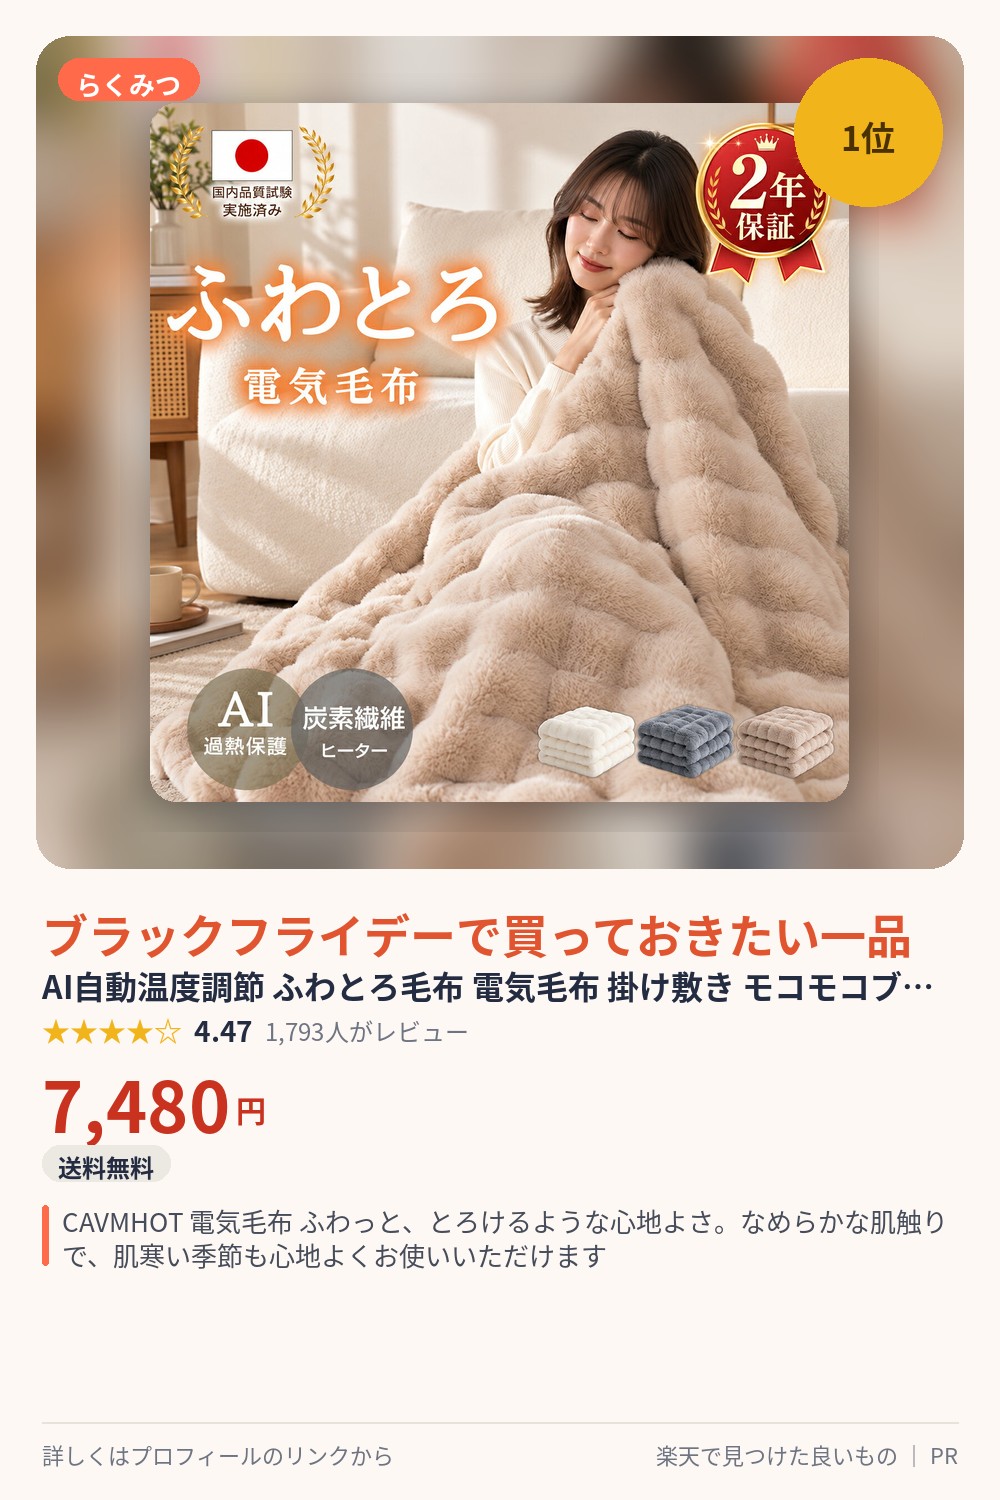 らくみつ
1位
国内品質試験
実施済み
2年
保証
ふわとろ
電気毛布
AI
過熱保護
炭素繊維
ヒーター
ブラックフライデーで買っておきたい一品
AI自動温度調節 ふわとろ毛布 電気毛布 掛け敷き モコモコブ…
★★★★☆ 4.47 1,793人がレビュー
7,480円
送料無料
CAVMHOT 電気毛布 ふわっと、とろけるような心地よさ。なめらかな肌触り
で、肌寒い季節も心地よくお使いいただけます
詳しくはプロフィールのリンクから
楽天で見つけた良いもの ｜ PR